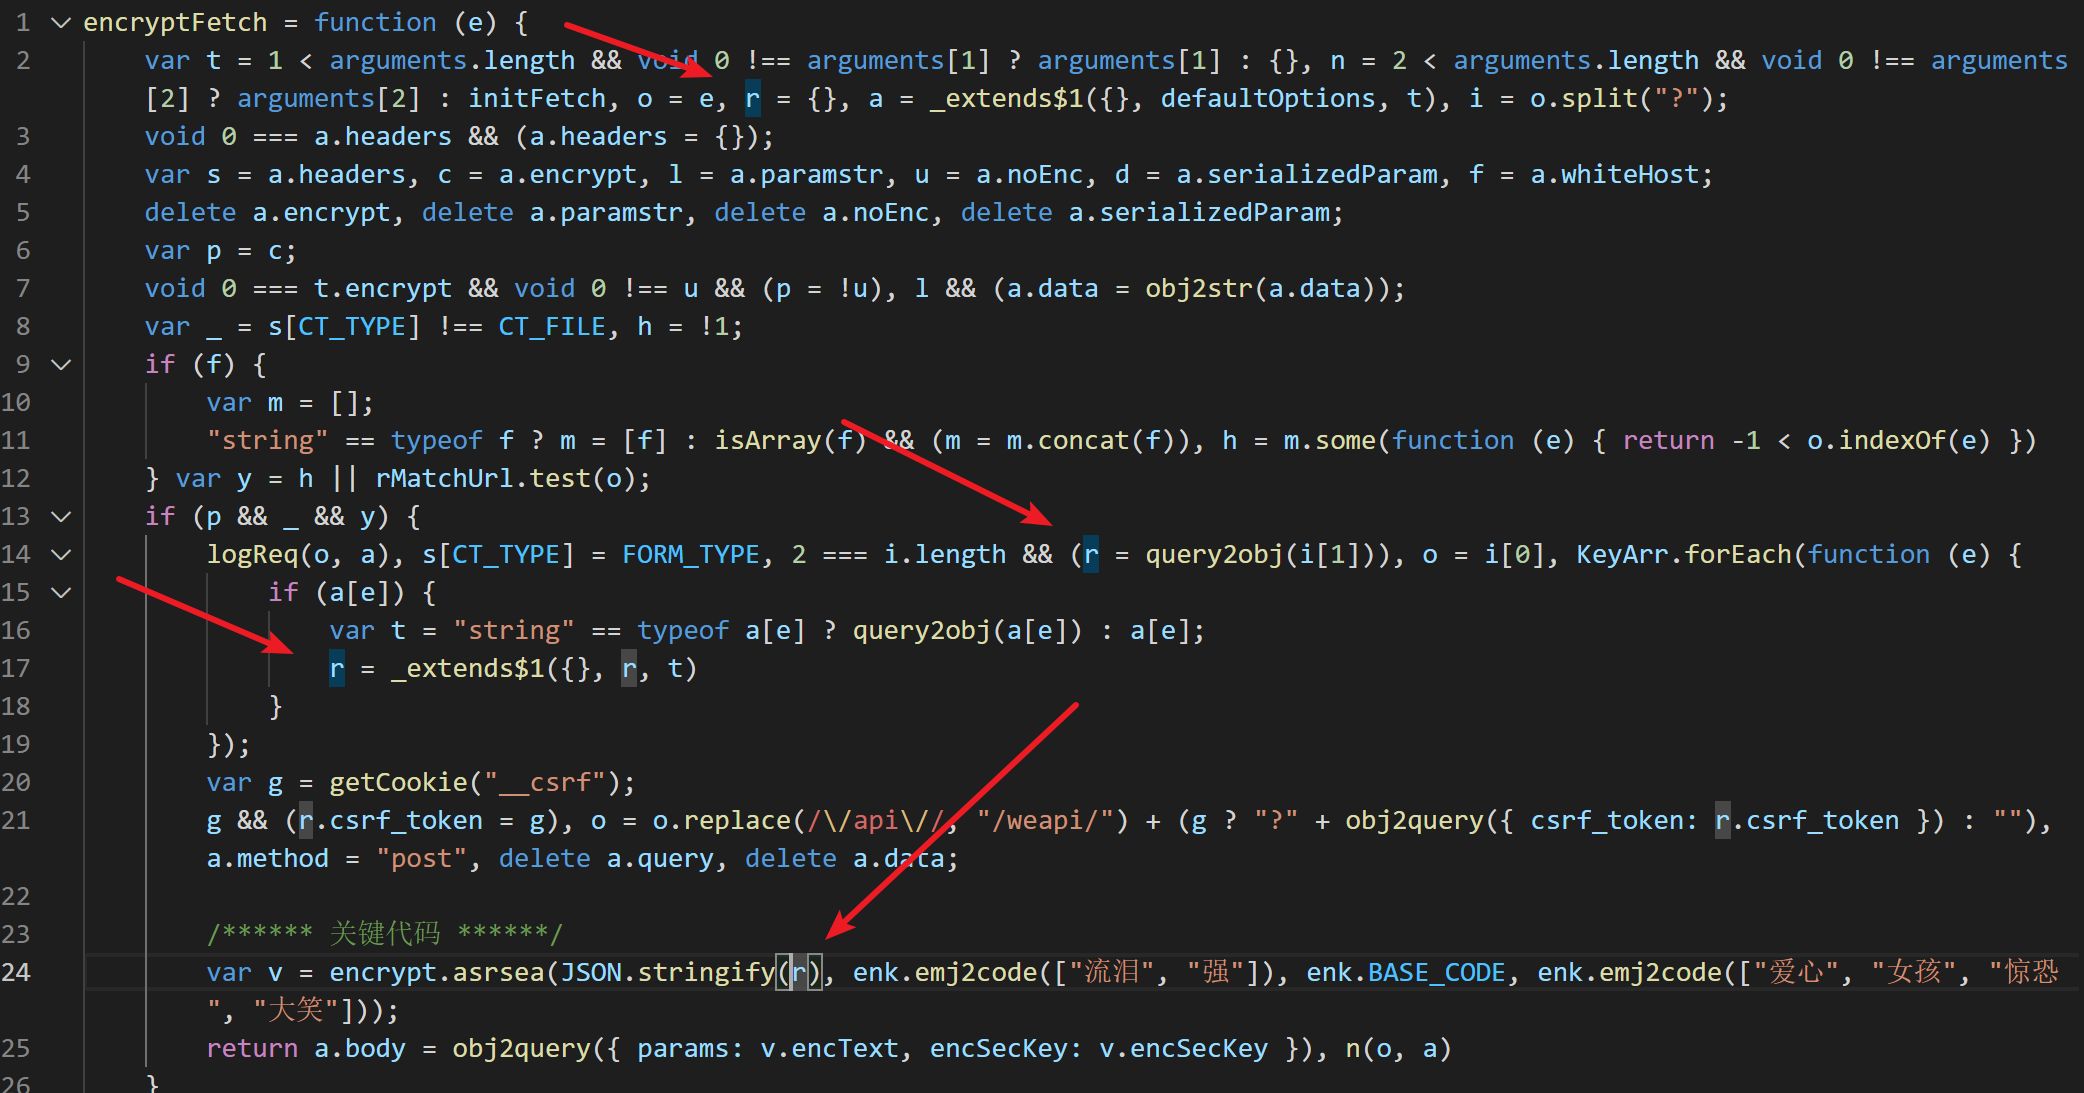 1 encryptFetch = function (e) {
2 var t = 1 < arguments.length && void 0 !== arguments[1] ? arguments[1] : {}, n = 2 < arguments.length && void 0 !== arguments
[2] ? arguments[2] : initFetch, o = e, r = {}, a = _extends$1({}, defaultOptions, t), i = o.split("?");
3 void 0 === a.headers && (a.headers = {});
4 var s = a.headers, c = a.encrypt, l = a.paramstr, u = a.noEnc, d = a.serializedParam, f = a.whiteHost;
5 delete a.encrypt, delete a.paramstr, delete a.noEnc, delete a.serializedParam;
6 var p = c;
7 void 0 === t.encrypt && void 0 !== u && (p = !u), l && (a.data = obj2str(a.data));
8 var _ = s[CT_TYPE] !== CT_FILE, h = !1;
9 if (f) {
10 var m = [];
11 "string" == typeof f ? m = [f] : isArray(f) && (m = m.concat(f)), h = m.some(function (e) { return -1 < o.indexOf(e) })
12 } var y = h || rMatchUrl.test(o);
13 if (p && _ && y) {
14 logReq(o, a), s[CT_TYPE] = FORM_TYPE, 2 === i.length && (r = query2obj(i[1])), o = i[0], KeyArr.forEach(function (e) {
15 if (a[e]) {
16 var t = "string" == typeof a[e] ? query2obj(a[e]) : a[e];
17 r = _extends$1({}, r, t)
18 }
19 });
20 var g = getCookie("__csrf");
21 g && (r.csrf_token = g), o = o.replace(/\/api\//, "/weapi/") + (g ? "?" + obj2query({ csrf_token: r.csrf_token }) : ""),
a.method = "post", delete a.query, delete a.data;
22
23 /****** 关键代码 ******/
24 var v = encrypt.asrsea(JSON.stringify(r), enk.emj2code(["流泪", "强"]), enk.BASE_CODE, enk.emj2code(["爱心", "女孩", "惊恐
", "大笑"]));
25 return a.body = obj2query({ params: v.encText, encSecKey: v.encSecKey }), n(o, a)
26 }